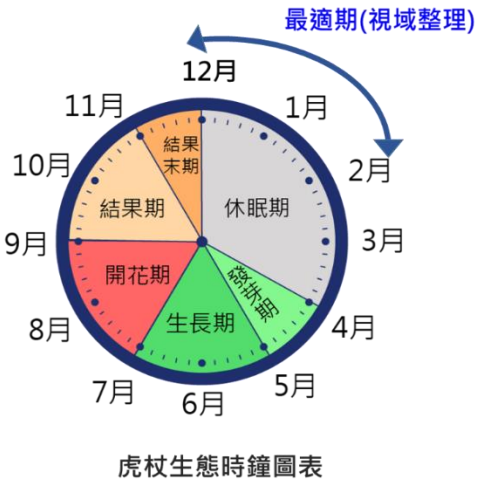 最適期(視域整理)
12月
11月
1月
結果
末期
10月
2月
結果期
休眠期
9月
3月
開花期
發芽期
生長期
8月
4月
7月
5月
6月
虎杖生態時鐘圖表